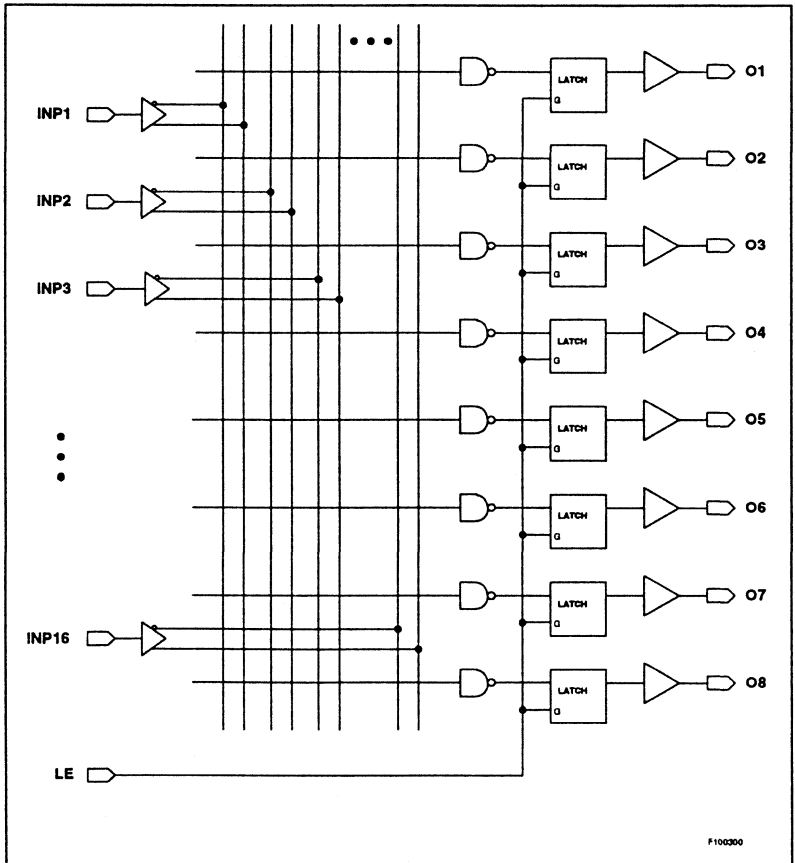 O1
LATCH
G
INP1
O2
LATCH
G
INP2
O3
LATCH
G
INP3
O4
LATCH
G
O5
LATCH
G
O6
LATCH
G
O7
LATCH
G
INP16
O8
LATCH
G
LE
F100300